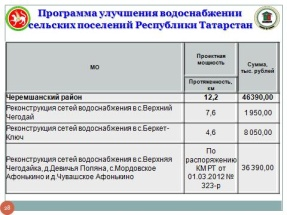 Программа улучшения водоснабжении
сельских поселений Республики Татарстан
МО
Проектная
мощность
Сумма,
тыс. рублей
Протяженность,
км
Черемшанский район 12,2 46390,00
Реконструкция сетей водоснабжения в с.Верхний
Чегодай 7,6 1 950,00
Реконструкция сетей водоснабжения в с.Беркет-
Ключ 4,6 8 050,00
Реконструкция сетей водоснабжения в с.Верхняя
Чегодайка, д.Девичья Поляна, с.Мордовское
Афонькино и д.Чувашское Афонькино
По
распоряжению
КМ РТ от
01.03.2012 №
323-р
36 390,00
28